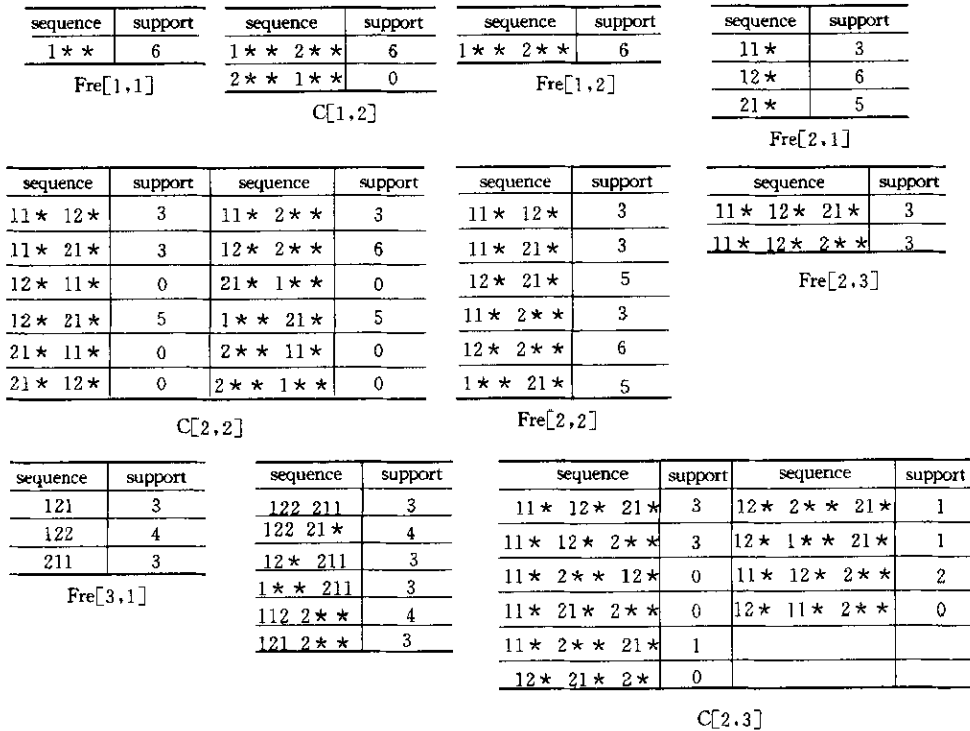 sequence support
1** 6
Fre[1,1]
sequence support
1** 2** 6
2** 1** 0
C[1,2]
sequence support
1** 2** 6
Fre[1,2]
sequence support
11* 3
12* 6
21* 5
Fre[2,1]
sequence support sequence support
11* 12* 3 11* 2** 3
11* 21* 3 12* 2** 6
12* 11* 0 21* 1** 0
12* 21* 5 1** 21* 5
21* 11* 0 2** 11* 0
21* 12* 0 2** 1** 0
C[2,2]
sequence support
11* 12* 3
11* 21* 3
12* 21* 5
11* 2** 3
12* 2** 6
1** 21* 5
Fre[2,2]
sequence support
11* 12* 21* 3
11* 12* 2** 3
Fre[2,3]
sequence support
121 3
122 4
211 3
Fre[3,1]
sequence support
122 211 3
122 21* 4
12* 211 3
1** 211 3
112 2** 4
121 2** 3
sequence support sequence support
11* 12* 21* 3 12* 2** 21* 1
11* 12* 2** 3 12* 1** 21* 1
11* 2** 12* 0 11* 12* 2** 2
11* 21* 2** 0 12* 11* 2** 0
11* 2** 21* 1
12* 21* 2* 0
C[2.3]